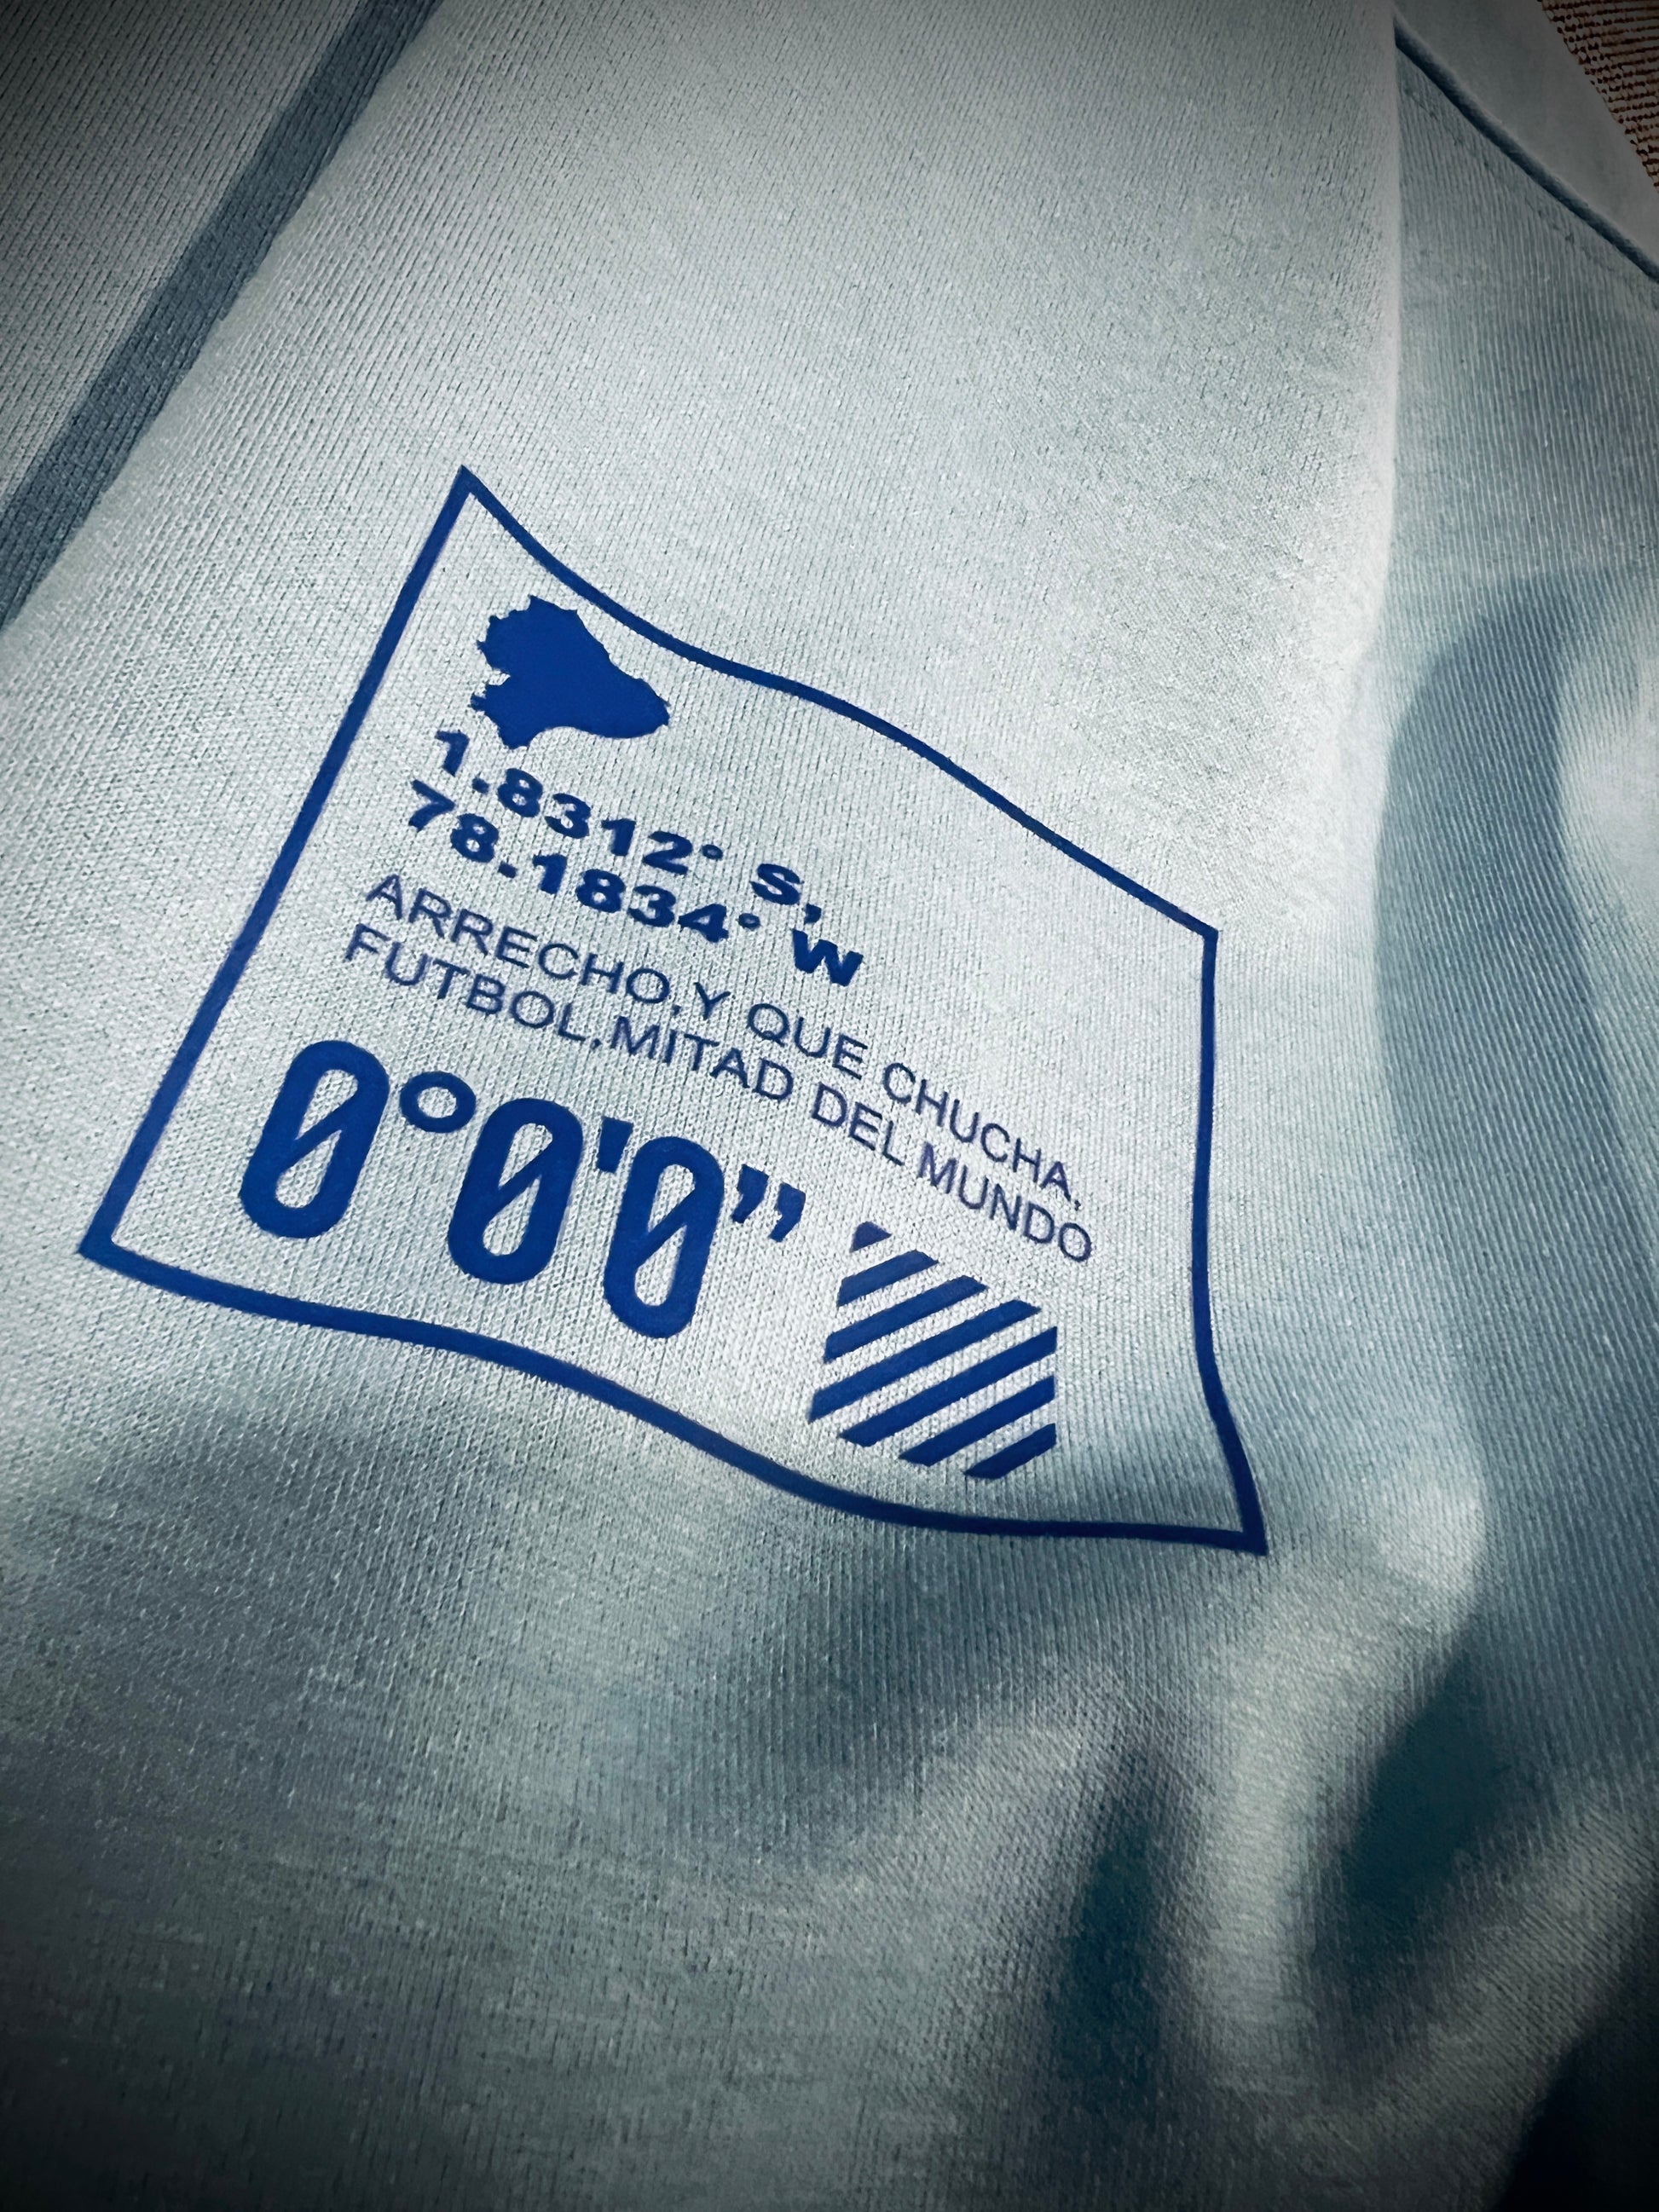 1.8312° S,
78.1834° W
ARRECHO,Y QUE CHUCHA,
FUTBOL,MITAD DEL MUNDO
0°0'0”